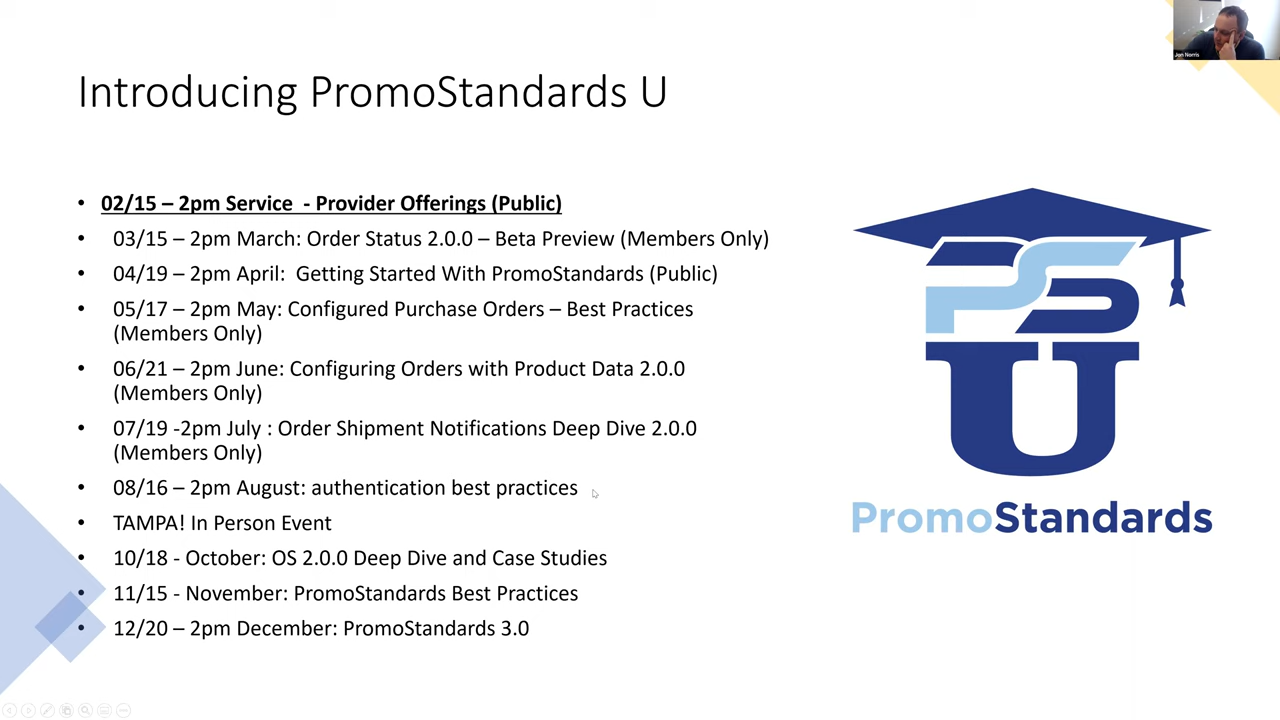 Jon Norris
Introducing PromoStandards U
• 02/15 – 2pm Service - Provider Offerings (Public)
• 03/15 – 2pm March: Order Status 2.0.0 – Beta Preview (Members Only)
• 04/19 – 2pm April: Getting Started With PromoStandards (Public)
• 05/17 – 2pm May: Configured Purchase Orders – Best Practices
(Members Only)
• 06/21 – 2pm June: Configuring Orders with Product Data 2.0.0
(Members Only)
• 07/19 -2pm July : Order Shipment Notifications Deep Dive 2.0.0
(Members Only)
• 08/16 – 2pm August: authentication best practices
• TAMPA! In Person Event
• 10/18 - October: OS 2.0.0 Deep Dive and Case Studies
• 11/15 - November: PromoStandards Best Practices
• 12/20 – 2pm December: PromoStandards 3.0
PS
U
PromoStandards